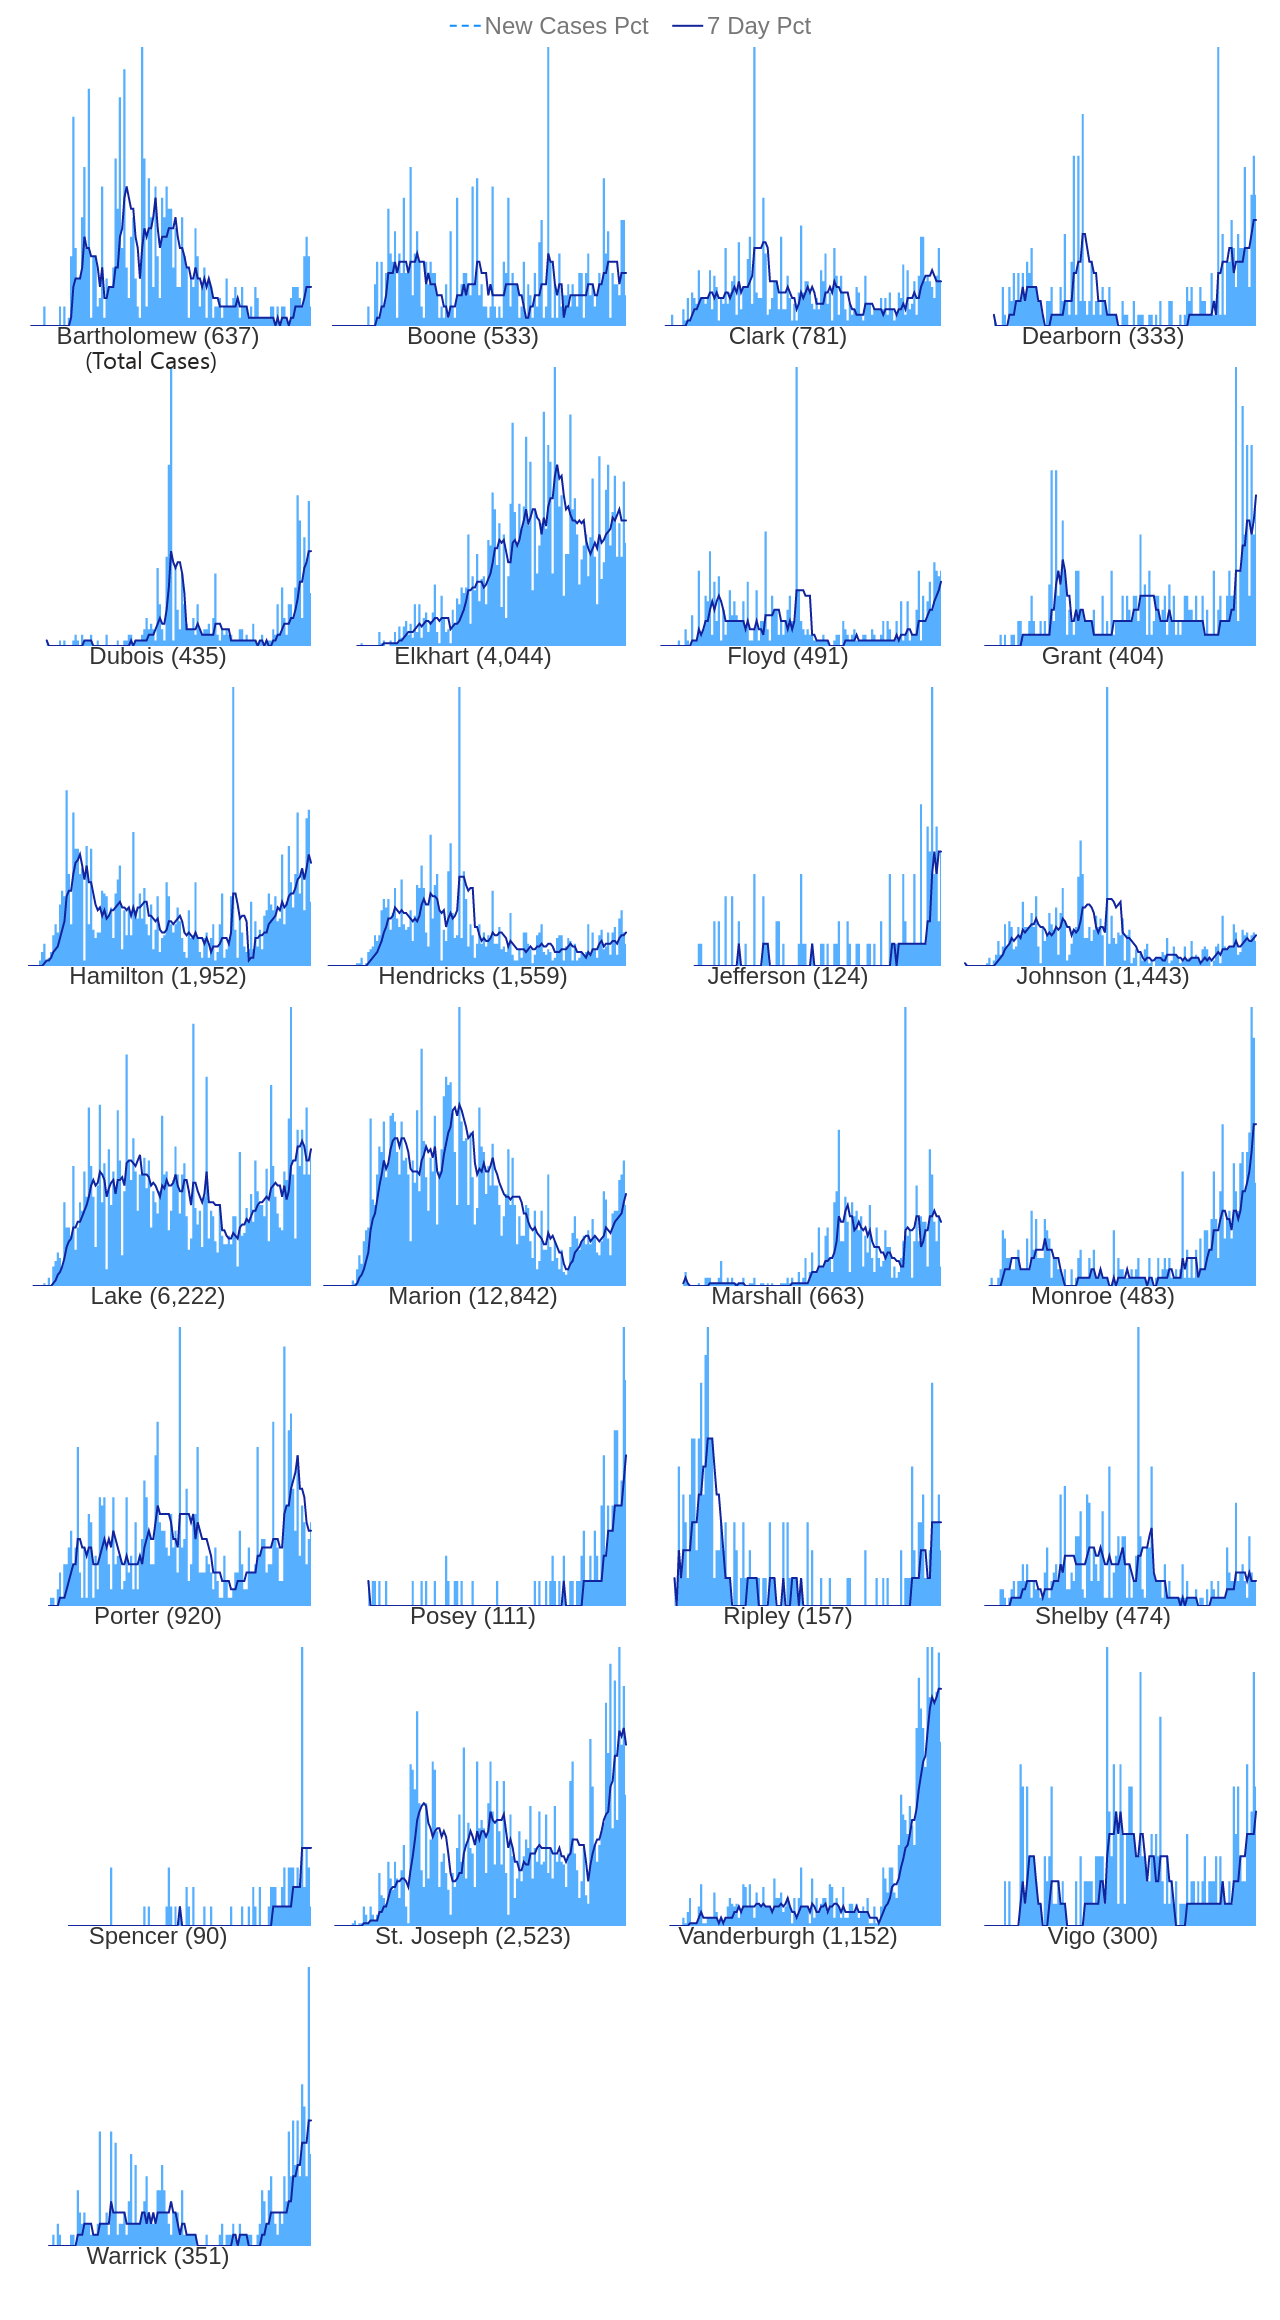 New Cases Pct 7 Day Pct
Bartholomew (637) Boone (533) Clark (781) Dearborn (333)
(Total Cases)
Dubois (435) Elkhart (4,044) Floyd (491) Grant (404)
Hamilton (1,952) Hendricks (1,559) Jefferson (124) Johnson (1,443)
Lake (6,222) Marion (12,842) Marshall (663) Monroe (483)
Porter (920) Posey (111) Ripley (157) Shelby (474)
Spencer (90) St. Joseph (2,523) Vanderburgh (1,152) Vigo (300)
Warrick (351)